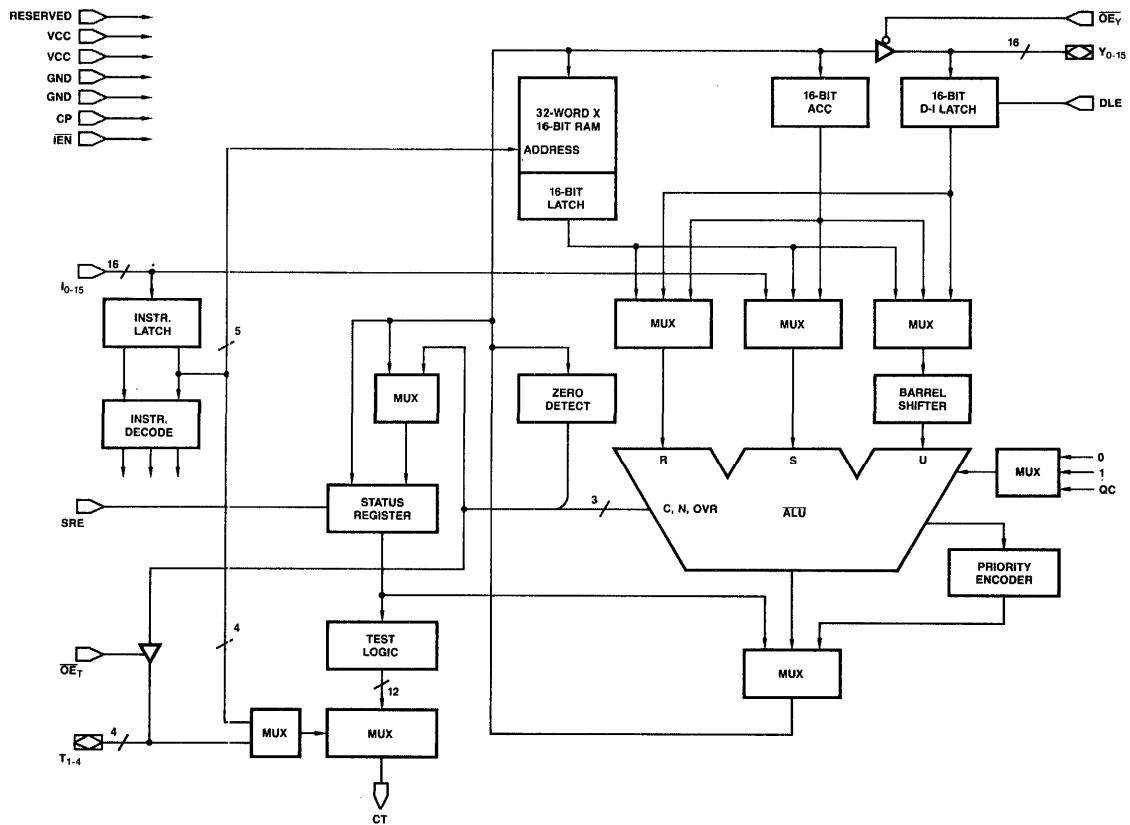 RESERVED
VCC
VCC
GND
GND
CP
IEN
OEY
16
Y0-15
DLE
32-WORD X
16-BIT RAM
ADDRESS
16-BIT
LATCH
16-BIT
ACC
16-BIT
D-I LATCH
16
I0-15
INSTR.
LATCH
5
MUX
MUX
MUX
MUX
ZERO
DETECT
BARREL
SHIFTER
INSTR.
DECODE
R
S
U
MUX
0
1
QC
SRE
STATUS
REGISTER
3
C, N, OVR
ALU
PRIORITY
ENCODER
OET
4
TEST
LOGIC
12
MUX
T1-4
4
MUX
MUX
CT